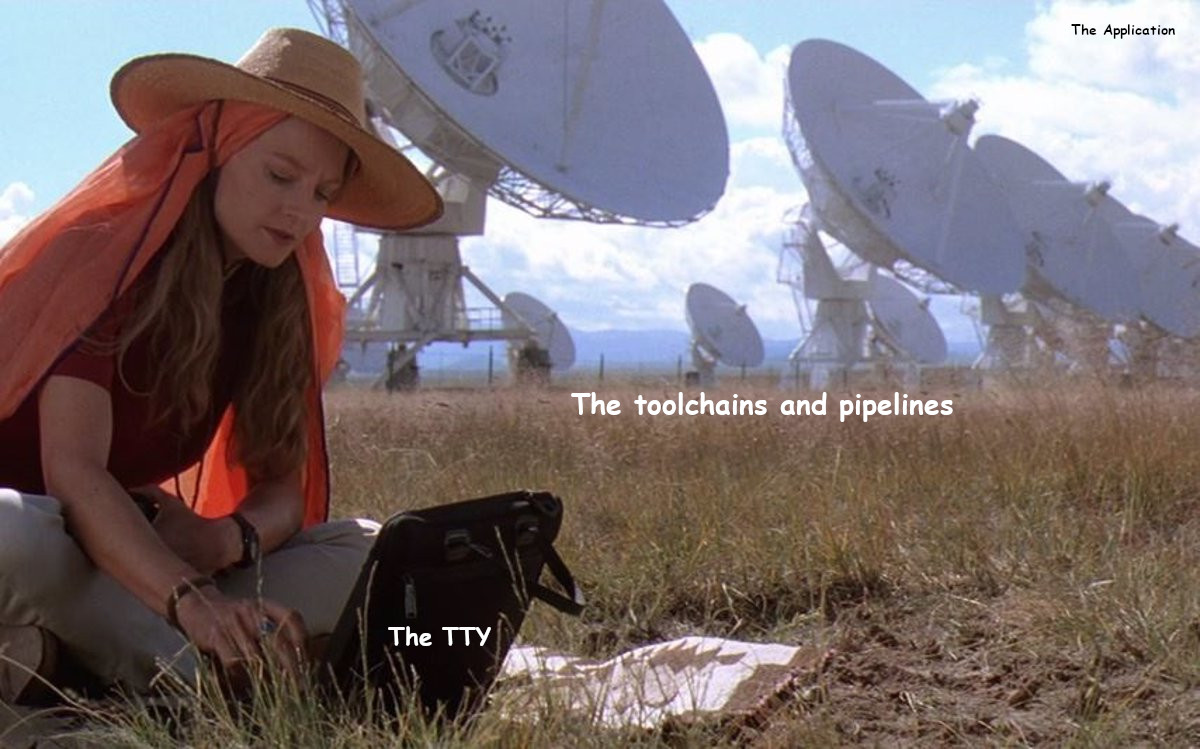 The Application
The toolchains and pipelines
The TTY